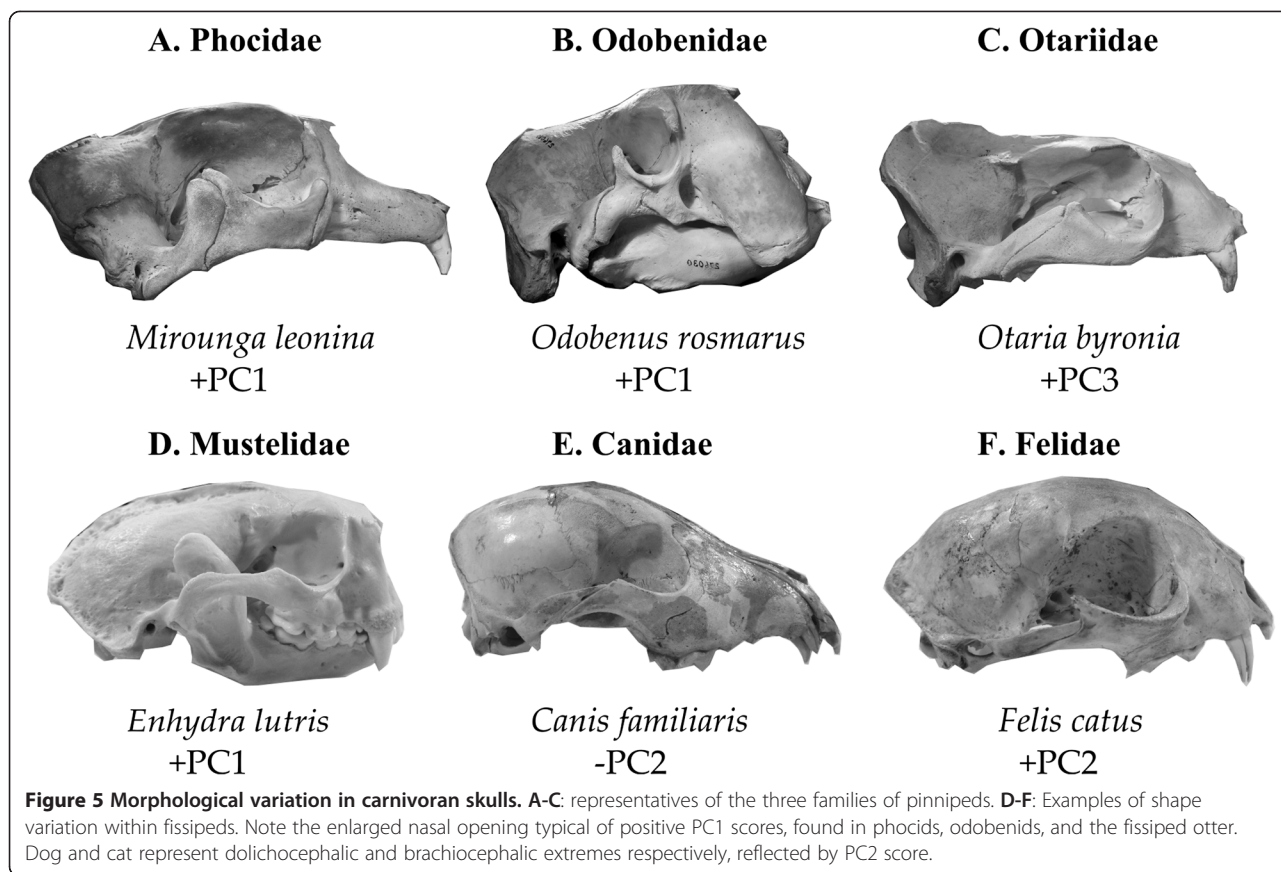 A. Phocidae
B. Odobenidae
C. Otariidae
Mirounga leonina
+PC1
Odobenus rosmarus
+PC1
Otaria byronia
+PC3
D. Mustelidae
E. Canidae
F. Felidae
Enhydra lutris
+PC1
Canis familiaris
-PC2
Felis catus
+PC2
Figure 5 Morphological variation in carnivoran skulls. A-C: representatives of the three families of pinnipeds. D-F: Examples of shape
variation within fissipeds. Note the enlarged nasal opening typical of positive PC1 scores, found in phocids, odobenids, and the fissiped otter.
Dog and cat represent dolichocephalic and brachiocephalic extremes respectively, reflected by PC2 score.